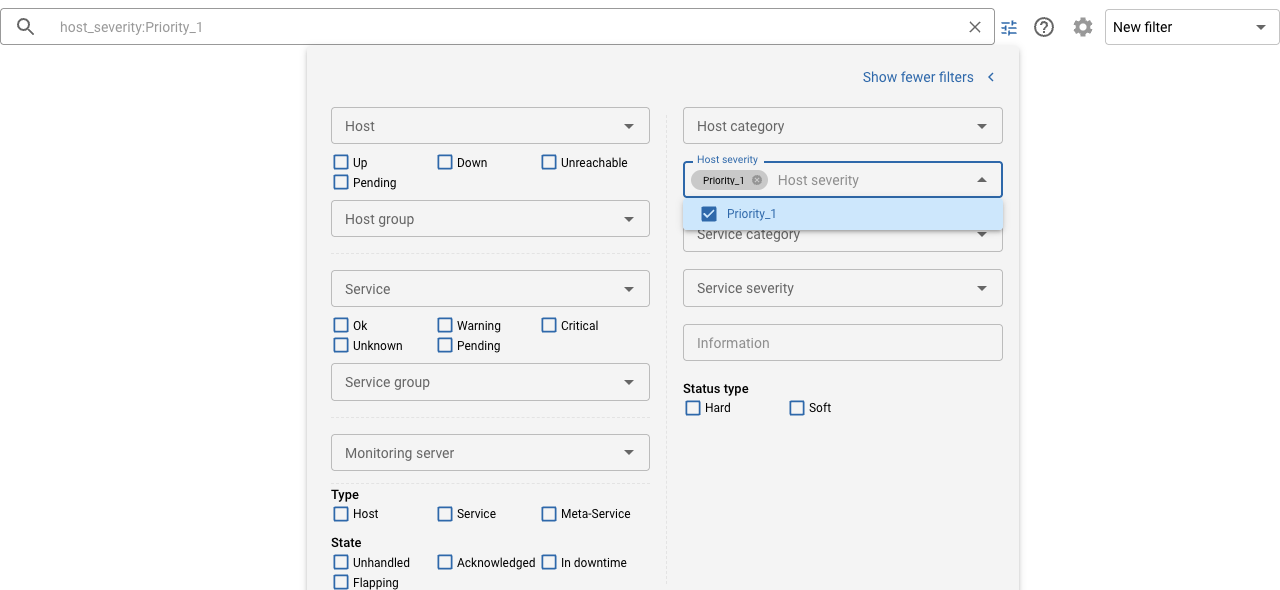 host_severity:Priority_1
New filter
Show fewer filters
Host
Up Down Unreachable
Pending
Host group
Service
Ok Warning Critical
Unknown Pending
Service group
Monitoring server
Type
Host Service Meta-Service
State
Unhandled Acknowledged In downtime
Flapping
Host category
Host severity
Priority_1 Host severity
Priority_1
Service category
Service severity
Information
Status type
Hard Soft